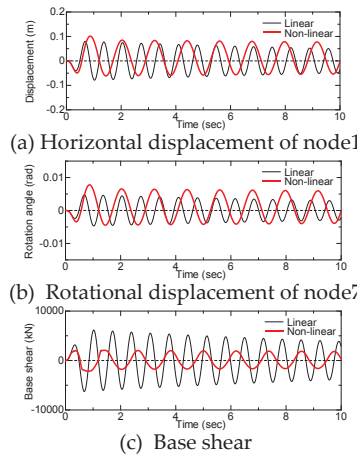 0.2
Linear
Non-linear
0.1
0
-0.1
-0.2
Displacement (m)
0 2 4 6 8 10
Time (sec)
(a) Horizontal displacement of node1
0.01
Linear
Non-linear
0
-0.01
Rotation angle (rad)
0 2 4 6 8 10
Time (sec)
(b) Rotational displacement of node7
10000
Linear
Non-linear
0
-10000
Base shear (kN)
0 2 4 6 8 10
Time (sec)
(c) Base shear